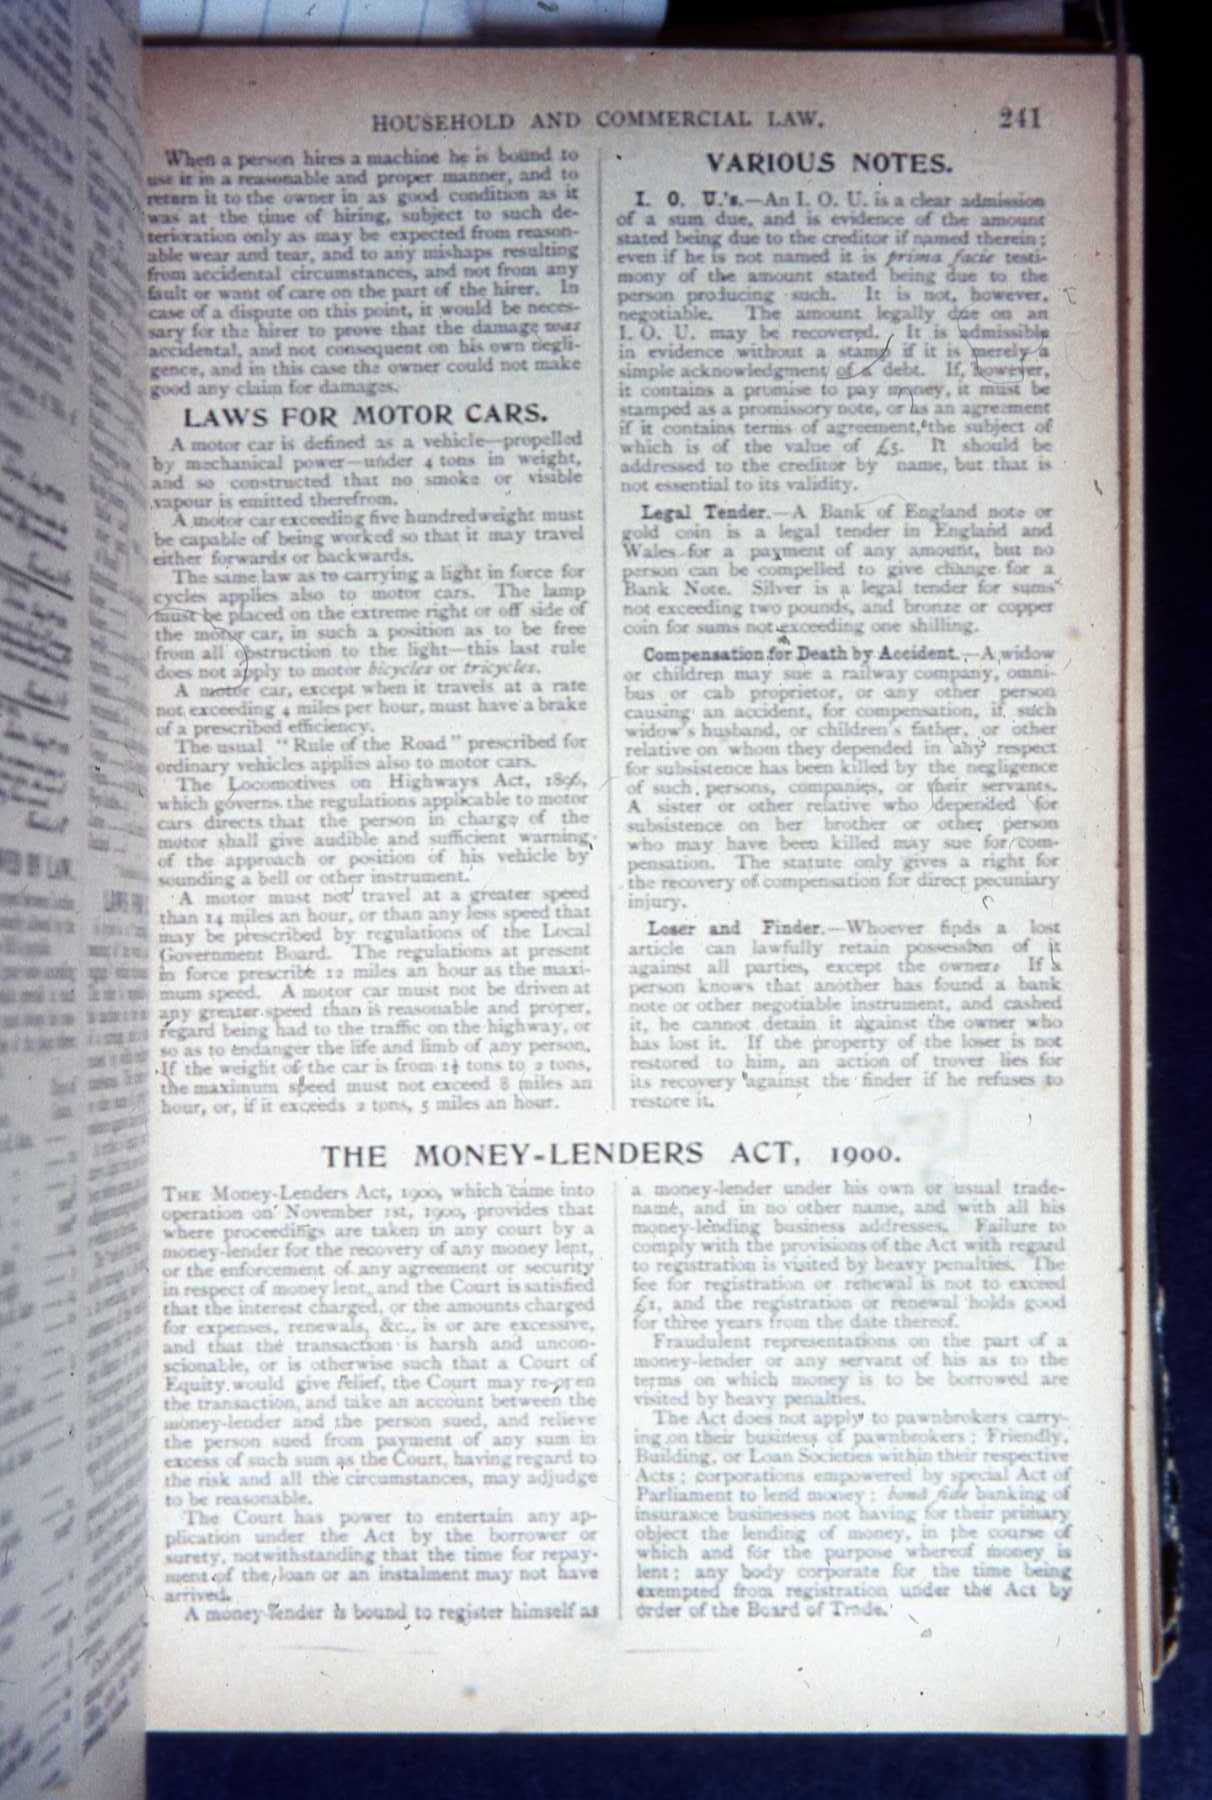 HOUSEHOLD AND COMMERCIAL LAW.
241
When a person hires a machine he is bound to
use it in a reasonable and proper manner, and to
return it to the owner in as good condition as it
was at the time of hiring, subject to such de-
terioration only as may be expected from reason-
able wear and tear, and to any mishaps resulting
from accidental circumstances, and not from any
fault or want of care on the part of the hirer. In
case of a dispute on this point, it would be neces-
sary for the hirer to prove that the damage was
accidental, and not consequent on his own negli-
gence, and in this case the owner could not make
good any claim for damages.
LAWS FOR MOTOR CARS.
A motor car is defined as a vehicle—propelled
by mechanical power—under 4 tons in weight,
and so constructed that no smoke or visible
vapour is emitted therefrom.
A motor car exceeding five hundredweight must
be capable of being worked so that it may travel
either forwards or backwards.
The same law as to carrying a light in force for
cycles applies also to motor cars. The lamp
must be placed on the extreme right or off side of
the motor car, in such a position as to be free
from all obstruction to the light—this last rule
does not apply to motor bicycles or tricycles.
A motor car, except when it travels at a rate
not exceeding 4 miles per hour, must have a brake
of a prescribed efficiency.
The usual "Rule of the Road" prescribed for
ordinary vehicles applies also to motor cars.
The Locomotives on Highways Act, 1896,
which governs the regulations applicable to motor
cars directs that the person in charge of the
motor shall give audible and sufficient warning
of the approach or position of his vehicle by
sounding a bell or other instrument.
A motor must not travel at a greater speed
than 14 miles an hour, or than any less speed that
may be prescribed by regulations of the Local
Government Board. The regulations at present
in force prescribe 12 miles an hour as the maxi-
mum speed. A motor car must not be driven at
any greater speed than is reasonable and proper,
regard being had to the traffic on the highway, or
so as to endanger the life and limb of any person.
If the weight of the car is from 1½ tons to 2 tons,
the maximum speed must not exceed 8 miles an
hour, or, if it exceeds 2 tons, 5 miles an hour.
VARIOUS NOTES.
I. O. U.'s.—An I. O. U. is a clear admission
of a sum due, and is evidence of the amount
stated being due to the creditor if named therein;
even if he is not named it is prima facie testi-
mony of the amount stated being due to the
person producing such. It is not, however,
negotiable. The amount legally due on an
I. O. U. may be recovered. It is admissible
in evidence without a stamp if it is merely a
simple acknowledgment of a debt. If, however,
it contains a promise to pay money, it must be
stamped as a promissory note, or as an agreement
if it contains terms of agreement, the subject of
which is of the value of £5. It should be
addressed to the creditor by name, but that is
not essential to its validity.
Legal Tender.—A Bank of England note or
gold coin is a legal tender in England and
Wales for a payment of any amount, but no
person can be compelled to give change for a
Bank Note. Silver is a legal tender for sums
not exceeding two pounds, and bronze or copper
coin for sums not exceeding one shilling.
Compensation for Death by Accident.—A widow
or children may sue a railway company, omni-
bus or cab proprietor, or any other person
causing an accident, for compensation, if such
widow's husband, or children's father, or other
relative on whom they depended in any respect
for subsistence has been killed by the negligence
of such persons, companies, or their servants.
A sister or other relative who depended for
subsistence on her brother or other person
who may have been killed may sue for com-
pensation. The statute only gives a right for
the recovery of compensation for direct pecuniary
injury.
Loser and Finder.—Whoever finds a lost
article can lawfully retain possession of it
against all parties, except the owner. If a
person knows that another has found a bank
note or other negotiable instrument, and cashed
it, he cannot detain it against the owner who
has lost it. If the property of the loser is not
restored to him, an action of trover lies for
its recovery against the finder if he refuses to
restore it.
THE MONEY-LENDERS ACT, 1900.
THE Money-Lenders Act, 1900, which came into
operation on November 1st, 1900, provides that
where proceedings are taken in any court by a
money-lender for the recovery of any money lent,
or the enforcement of any agreement or security
in respect of money lent, and the Court is satisfied
that the interest charged, or the amounts charged
for expenses, renewals, &c., is or are excessive,
and that the transaction is harsh and uncon-
scionable, or is otherwise such that a Court of
Equity would give relief, the Court may re-open
the transaction, and take an account between the
money-lender and the person sued, and relieve
the person sued from payment of any sum in
excess of such sum as the Court, having regard to
the risk and all the circumstances, may adjudge
to be reasonable.
The Court has power to entertain any ap-
plication under the Act by the borrower or
surety, notwithstanding that the time for repay-
ment of the loan or an instalment may not have
arrived.
A money-lender is bound to register himself as
a money-lender under his own or usual trade-
name, and in no other name, and with all his
money-lending business addresses. Failure to
comply with the provisions of the Act with regard
to registration is visited by heavy penalties. The
fee for registration or renewal is not to exceed
£1, and the registration or renewal holds good
for three years from the date thereof.
Fraudulent representations on the part of a
money-lender or any servant of his as to the
terms on which money is to be borrowed are
visited by heavy penalties.
The Act does not apply to pawnbrokers carry-
ing on their business of pawnbrokers; Friendly,
Building, or Loan Societies within their respective
Acts; corporations empowered by special Act of
Parliament to lend money; bond fide banking of
insurance businesses not having for their primary
object the lending of money, in the course of
which and for the purpose whereof money is
lent; any body corporate for the time being
exempted from registration under the Act by
order of the Board of Trade.